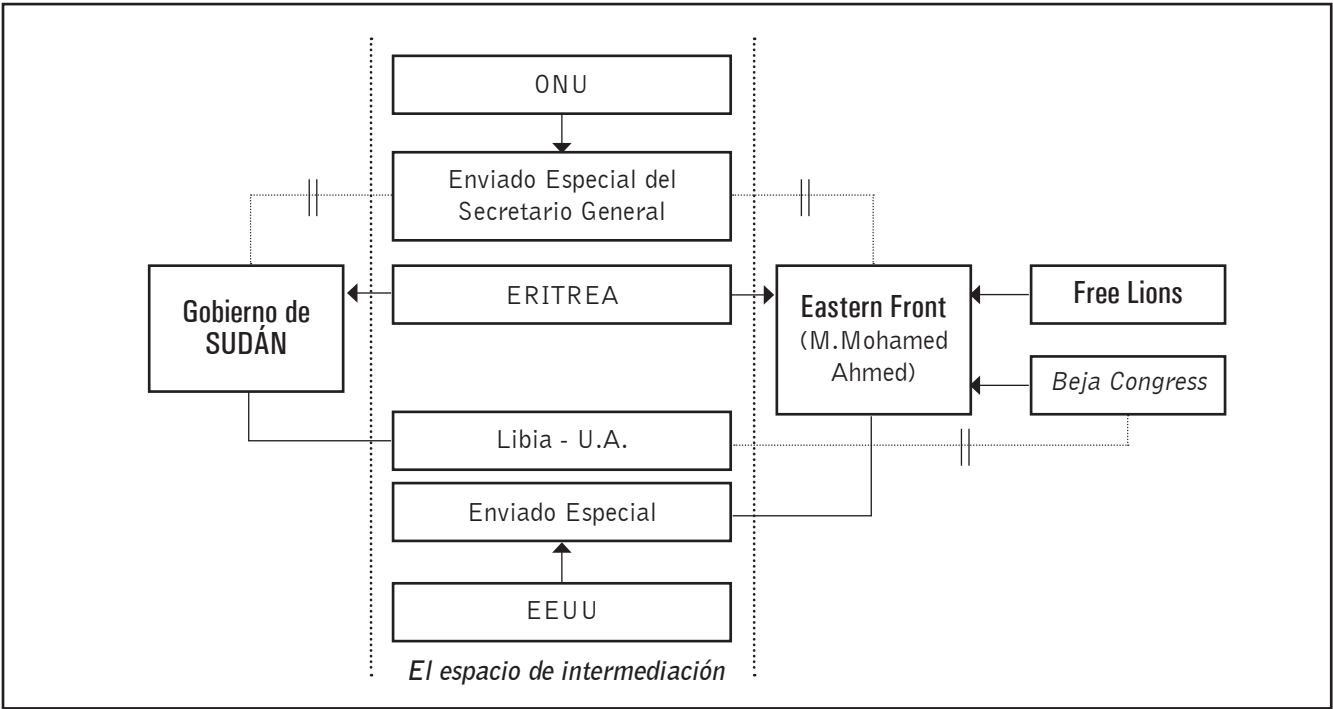 ONU
Enviado Especial del
Secretario General
Gobierno de
SUDÁN
ERITREA
Eastern Front
(M.Mohamed
Ahmed)
Free Lions
Beja Congress
Libia - U.A.
Enviado Especial
EEUU
El espacio de intermediación